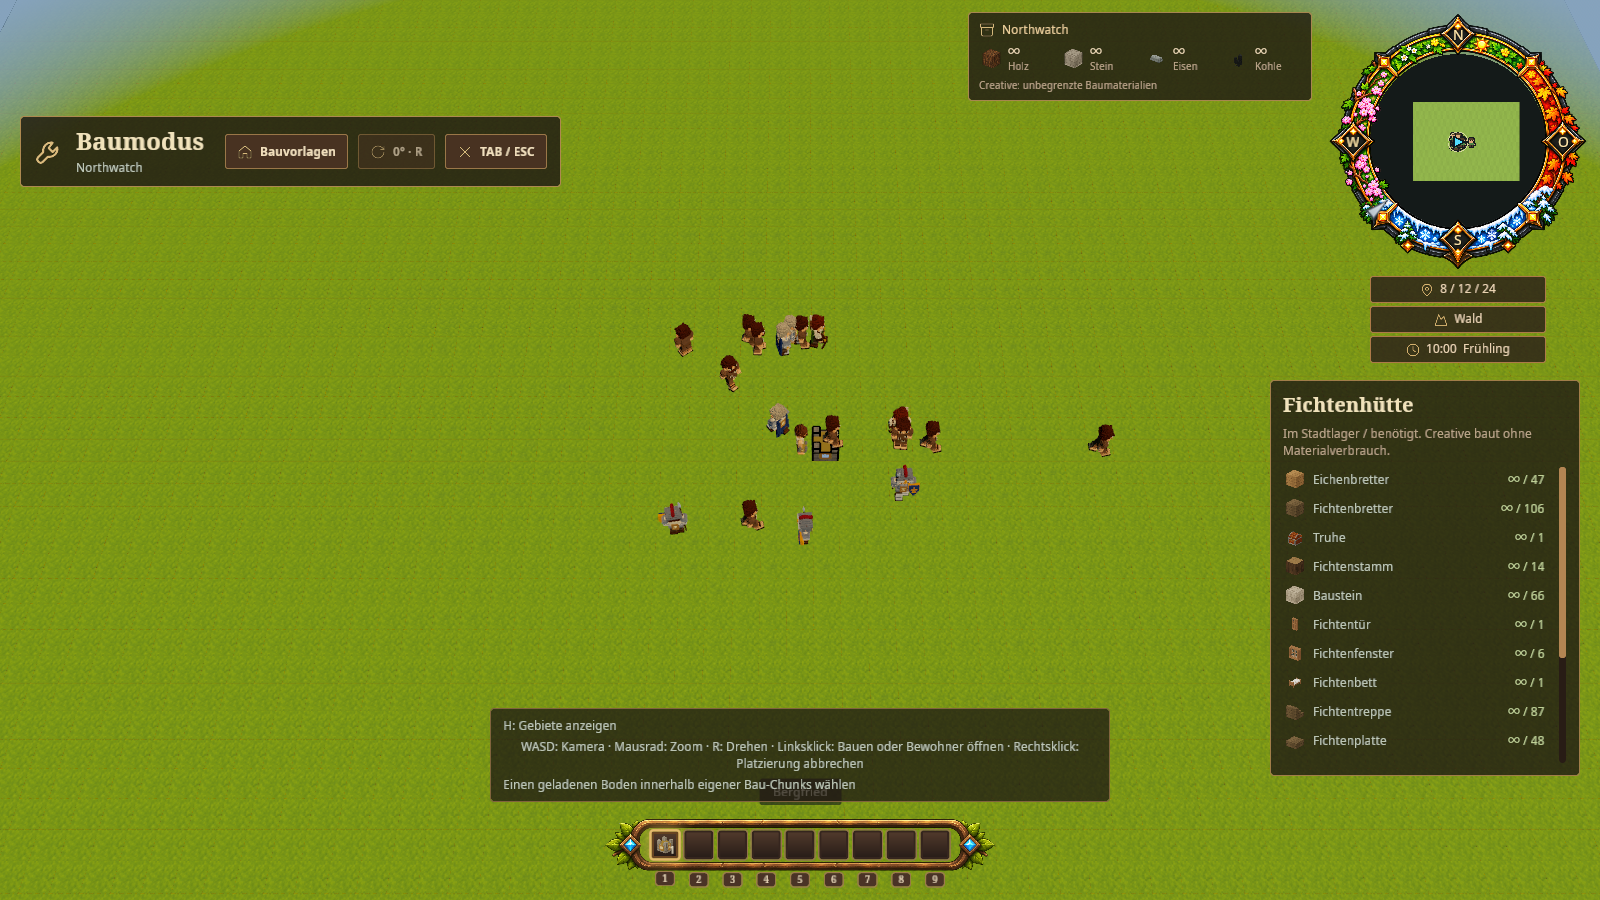 Northwatch
∞ ∞ ∞ ∞
Holz Stein Eisen Kohle
Creative: unbegrenzte Baumaterialien
N
W
O
S
Baumodus
Northwatch
Bauvorlagen
0° · R
TAB / ESC
8 / 12 / 24
Wald
10:00 Frühling
Fichtenhütte
Im Stadtlager / benötigt. Creative baut ohne
Materialverbrauch.
Eichenbretter ∞ / 47
Fichtenbretter ∞ / 106
Truhe ∞ / 1
Fichtenstamm ∞ / 14
Baustein ∞ / 66
Fichtentür ∞ / 1
Fichtenfenster ∞ / 6
Fichtenbett ∞ / 1
Fichtentreppe ∞ / 87
Fichtenplatte ∞ / 48
H: Gebiete anzeigen
WASD: Kamera · Mausrad: Zoom · R: Drehen · Linksklick: Bauen oder Bewohner öffnen · Rechtsklick:
Platzierung abbrechen
Einen geladenen Boden innerhalb eigener Bau-Chunks wählen
Bergfried
1
1 2 3 4 5 6 7 8 9